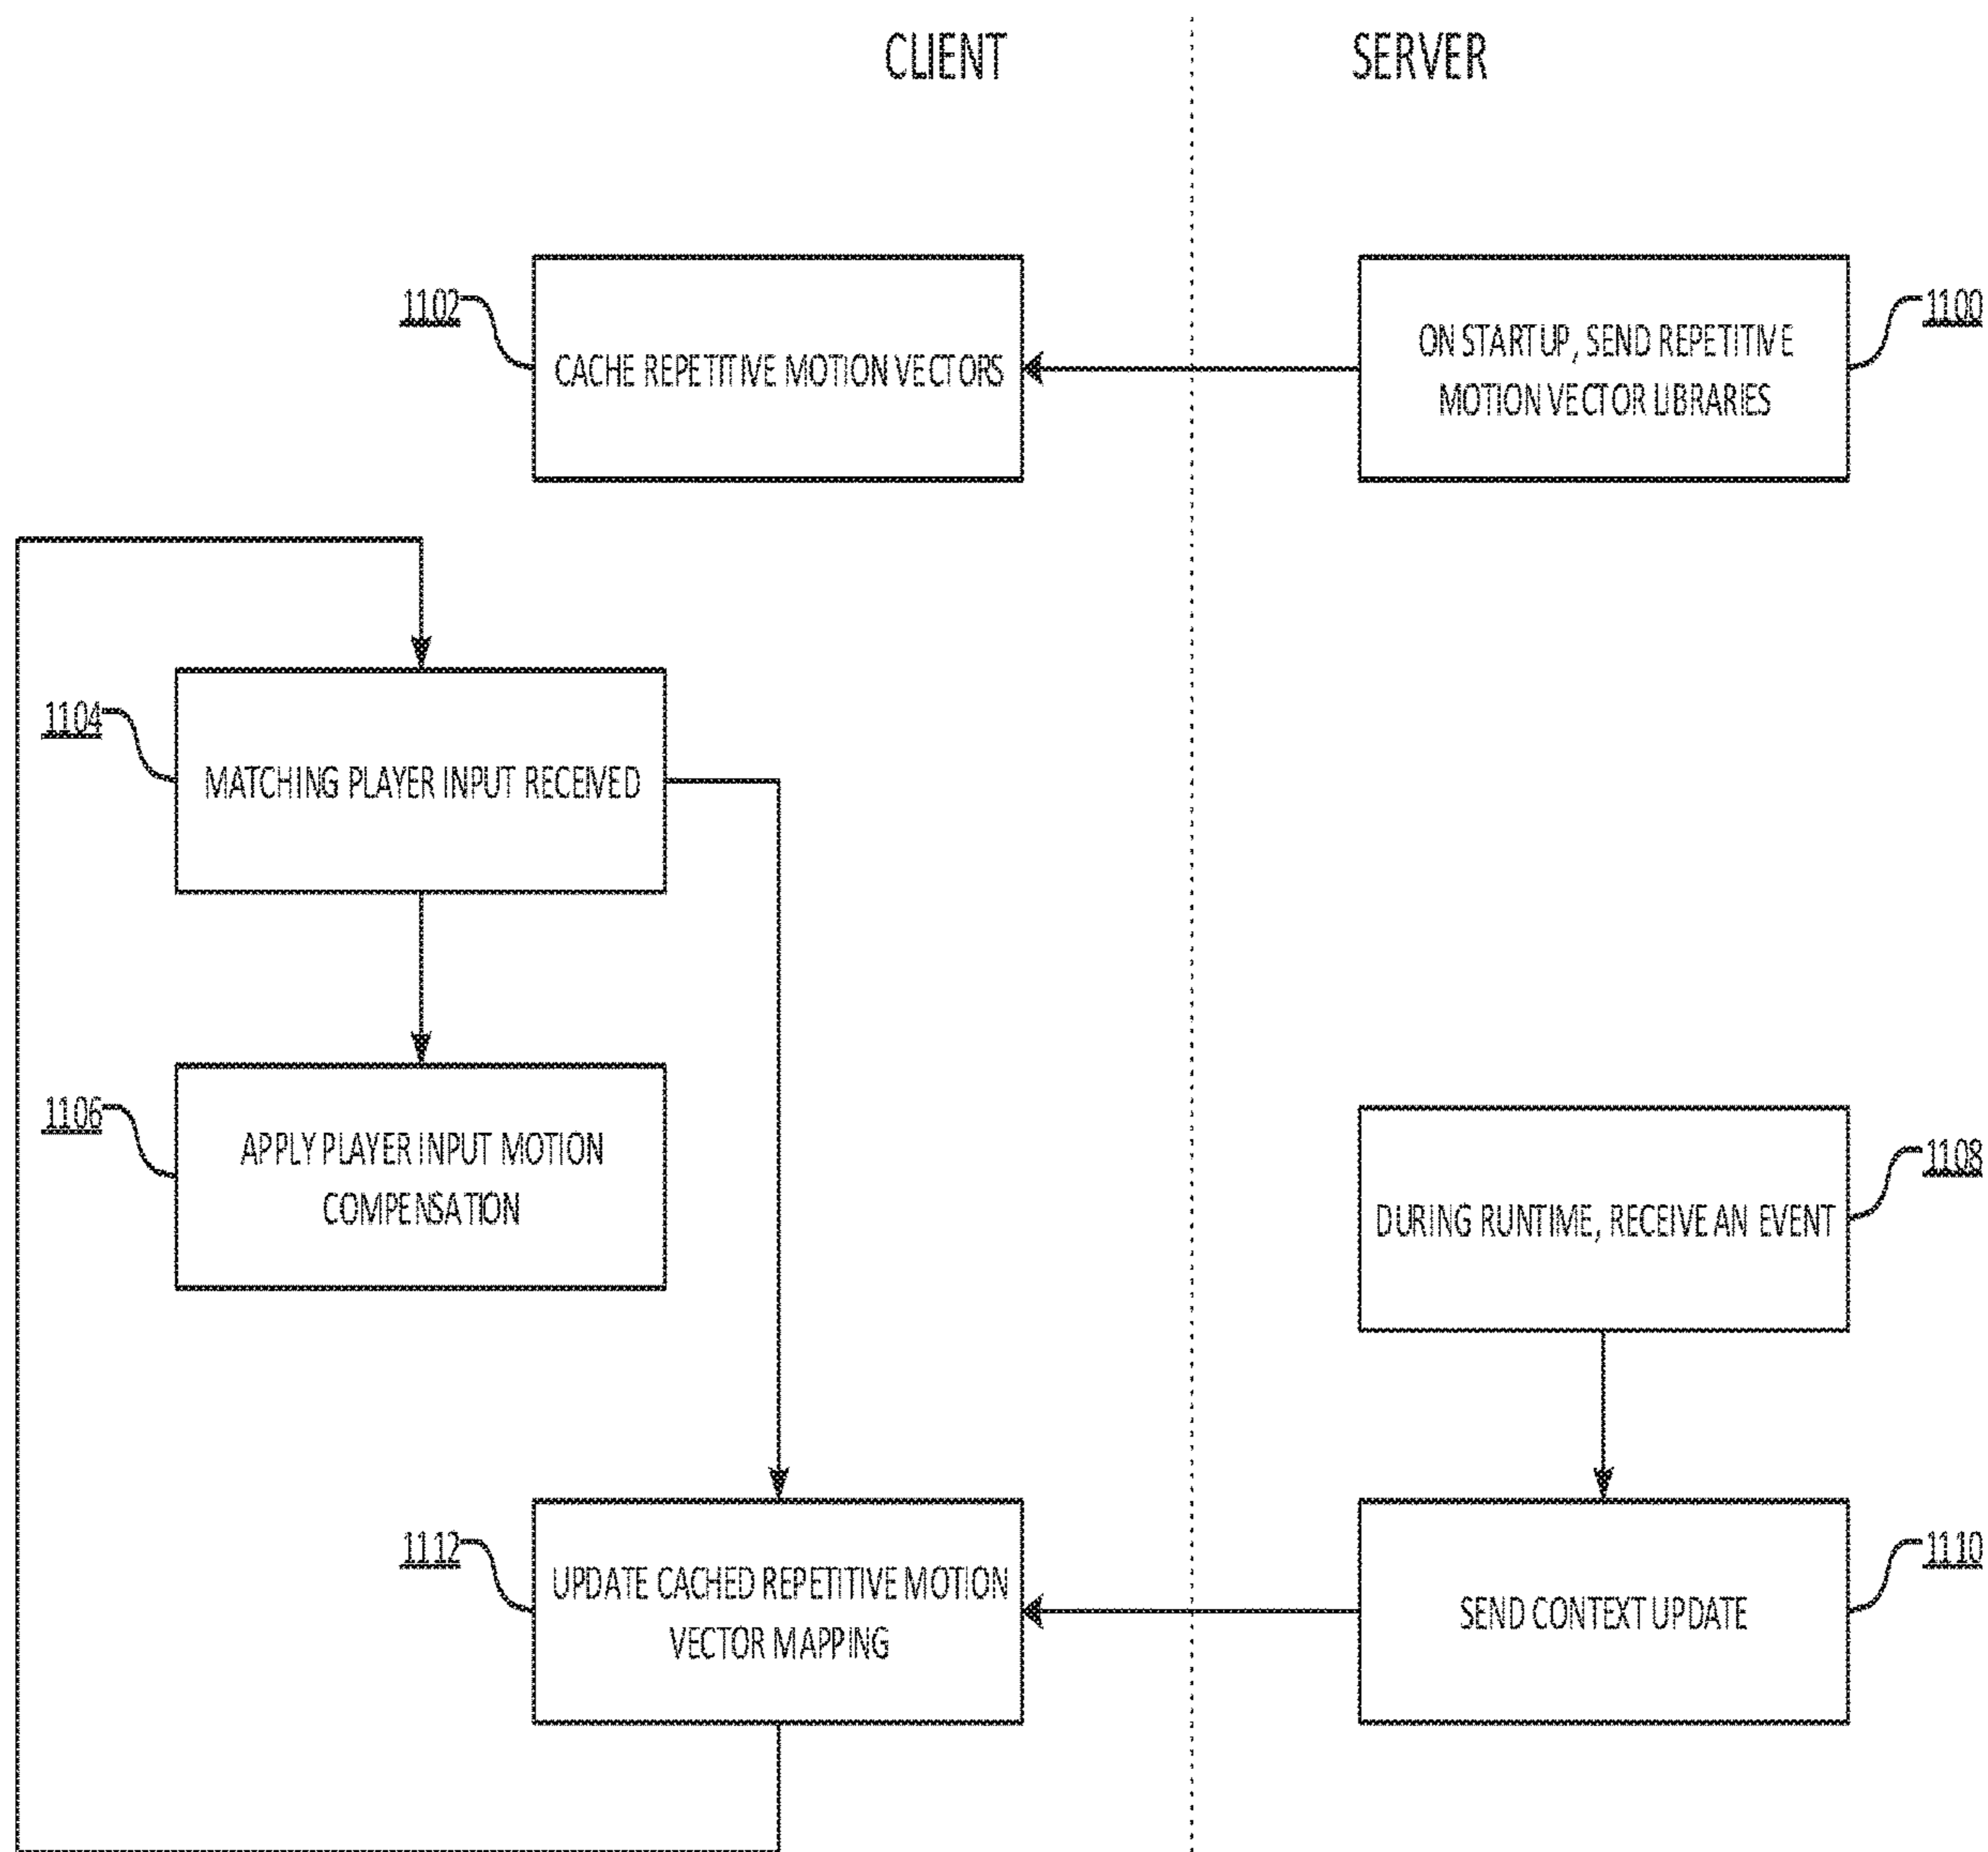 CLIENT
SERVER
1102
CACHE REPETITIVE MOTION VECTORS
ON STARTUP, SEND REPETITIVE
MOTION VECTOR LIBRARIES
1100
1104
MATCHING PLAYER INPUT RECEIVED
1106
APPLY PLAYER INPUT MOTION
COMPENSATION
DURING RUNTIME, RECEIVE AN EVENT
1108
1112
UPDATE CACHED REPETITIVE MOTION
VECTOR MAPPING
SEND CONTEXT UPDATE
1110